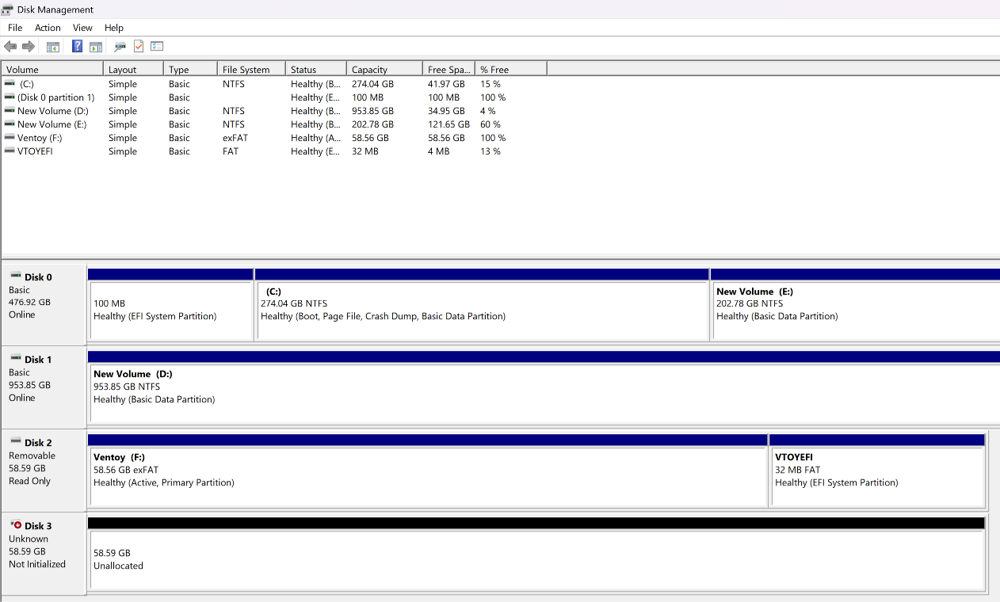 Disk Management
File Action View Help
Volume Layout Type File System Status Capacity Free Spa... % Free
(C:) Simple Basic NTFS Healthy (B... 274.04 GB 41.97 GB 15 %
(Disk 0 partition 1) Simple Basic Healthy (E... 100 MB 100 MB 100 %
New Volume (D:) Simple Basic NTFS Healthy (B... 953.85 GB 34.95 GB 4 %
New Volume (E:) Simple Basic NTFS Healthy (B... 202.78 GB 121.65 GB 60 %
Ventoy (F:) Simple Basic exFAT Healthy (A... 58.56 GB 58.56 GB 100 %
VTOYEFI Simple Basic FAT Healthy (E... 32 MB 4 MB 13 %
Disk 0
Basic
476.92 GB
Online
100 MB
Healthy (EFI System Partition)
(C:)
274.04 GB NTFS
Healthy (Boot, Page File, Crash Dump, Basic Data Partition)
New Volume (E:)
202.78 GB NTFS
Healthy (Basic Data Partition)
Disk 1
Basic
953.85 GB
Online
New Volume (D:)
953.85 GB NTFS
Healthy (Basic Data Partition)
Disk 2
Removable
58.59 GB
Read Only
Ventoy (F:)
58.56 GB exFAT
Healthy (Active, Primary Partition)
VTOYEFI
32 MB FAT
Healthy (EFI System Partition)
Disk 3
Unknown
58.59 GB
Not Initialized
58.59 GB
Unallocated